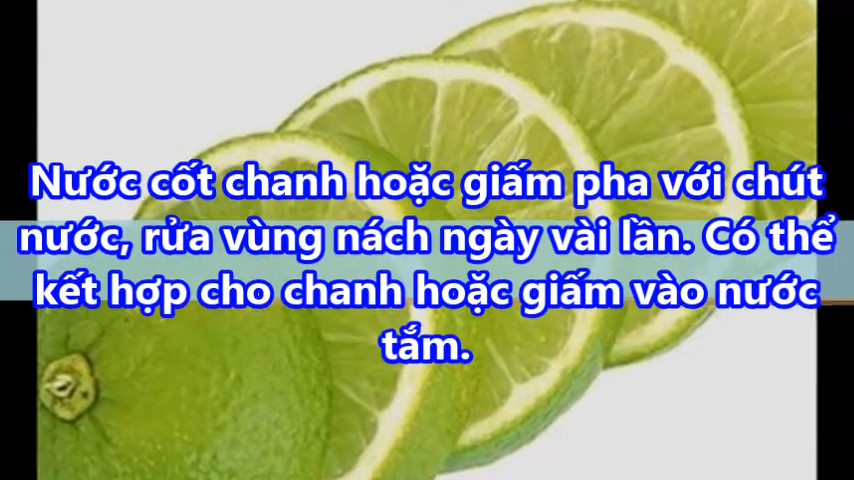 Nước cốt chanh hoặc giấm pha với chút
nước, rửa vùng nách ngày vài lần. Có thể
kết hợp cho chanh hoặc giấm vào nước
tắm.